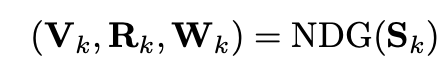 (V_k, R_k, W_k) = NDG(S_k)